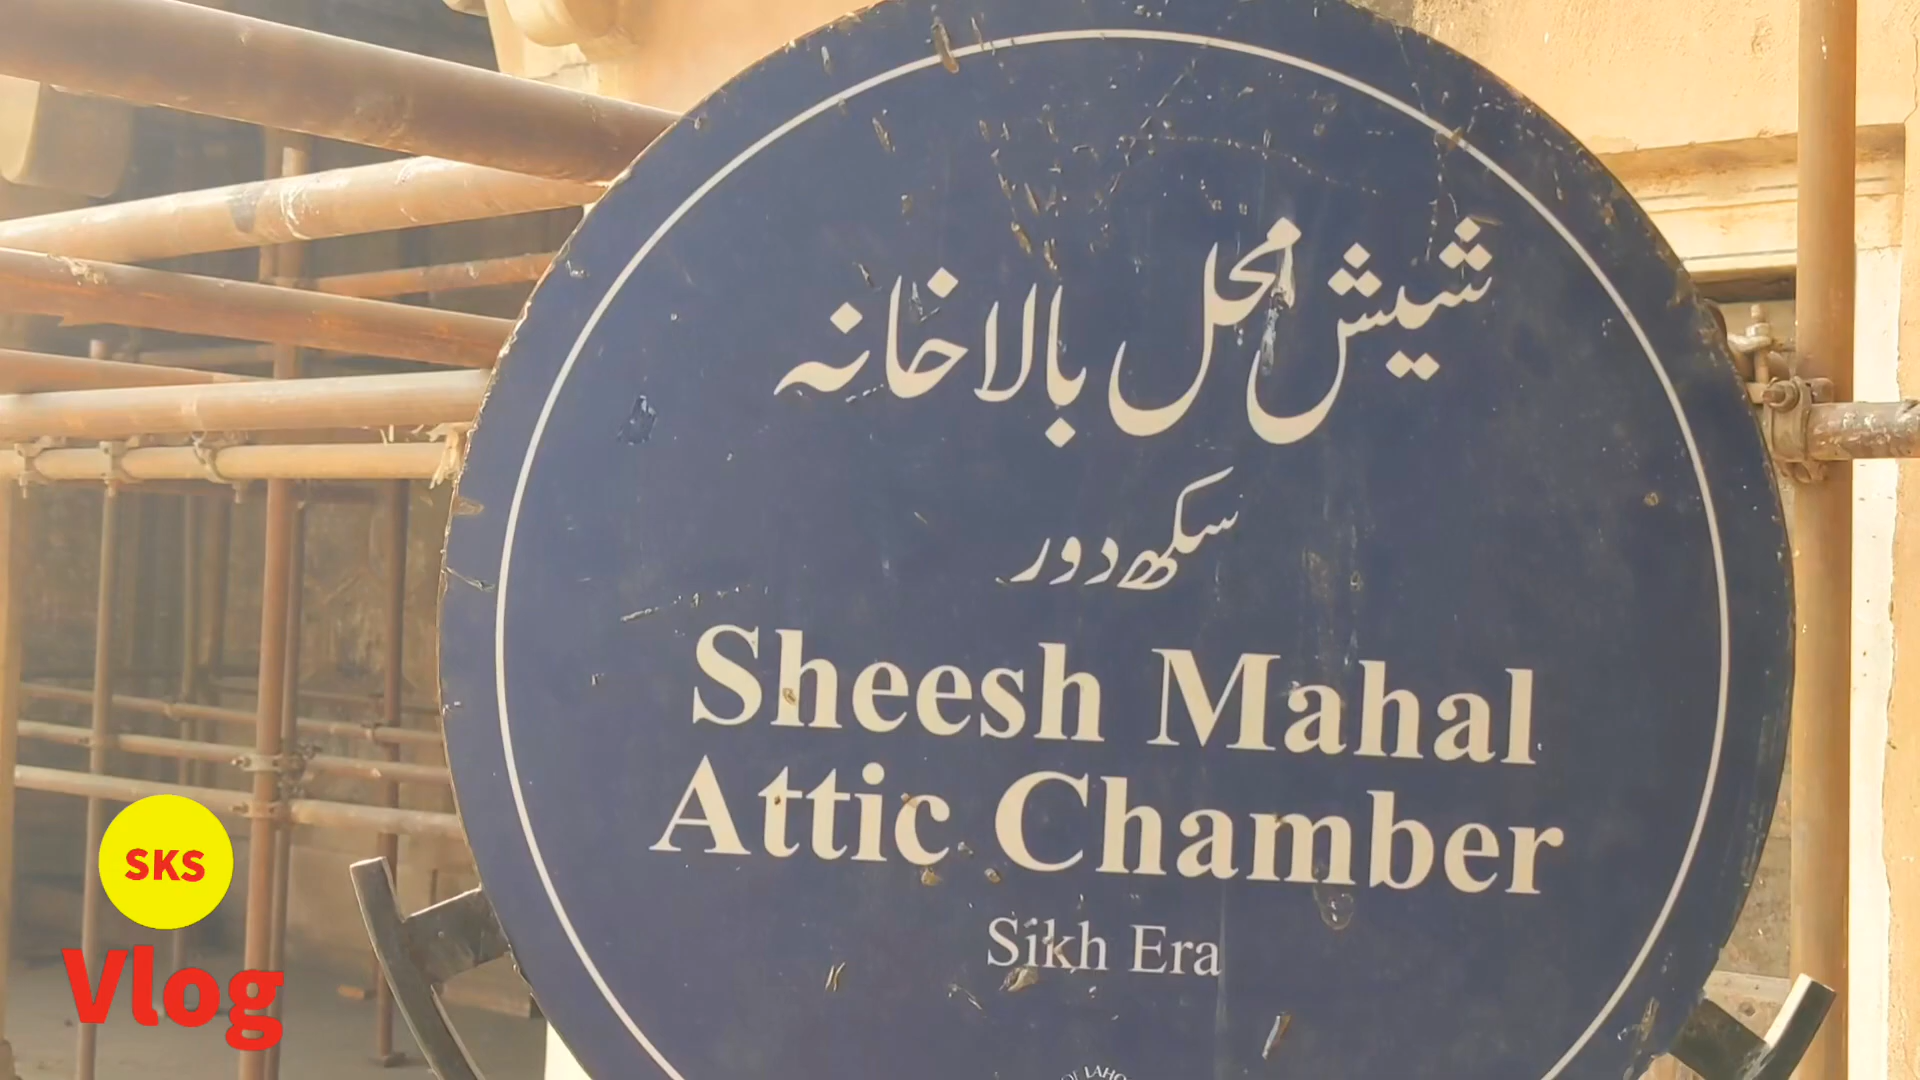 شیش محل بالاخانہ
سکھ دور
Sheesh Mahal
Attic Chamber
Sikh Era
SKS
Vlog